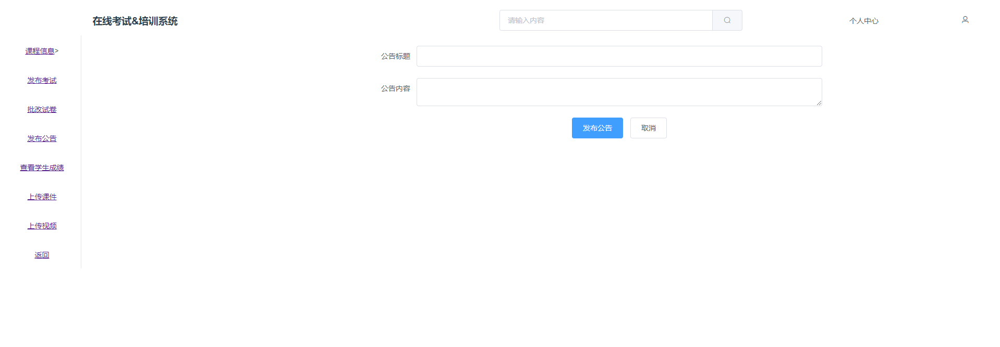 在线考试&培训系统
请输入内容
个人中心
课程信息>
发布考试
批改试卷
发布公告
查看学生成绩
上传课件
上传视频
返回
公告标题
公告内容
发布公告
取消